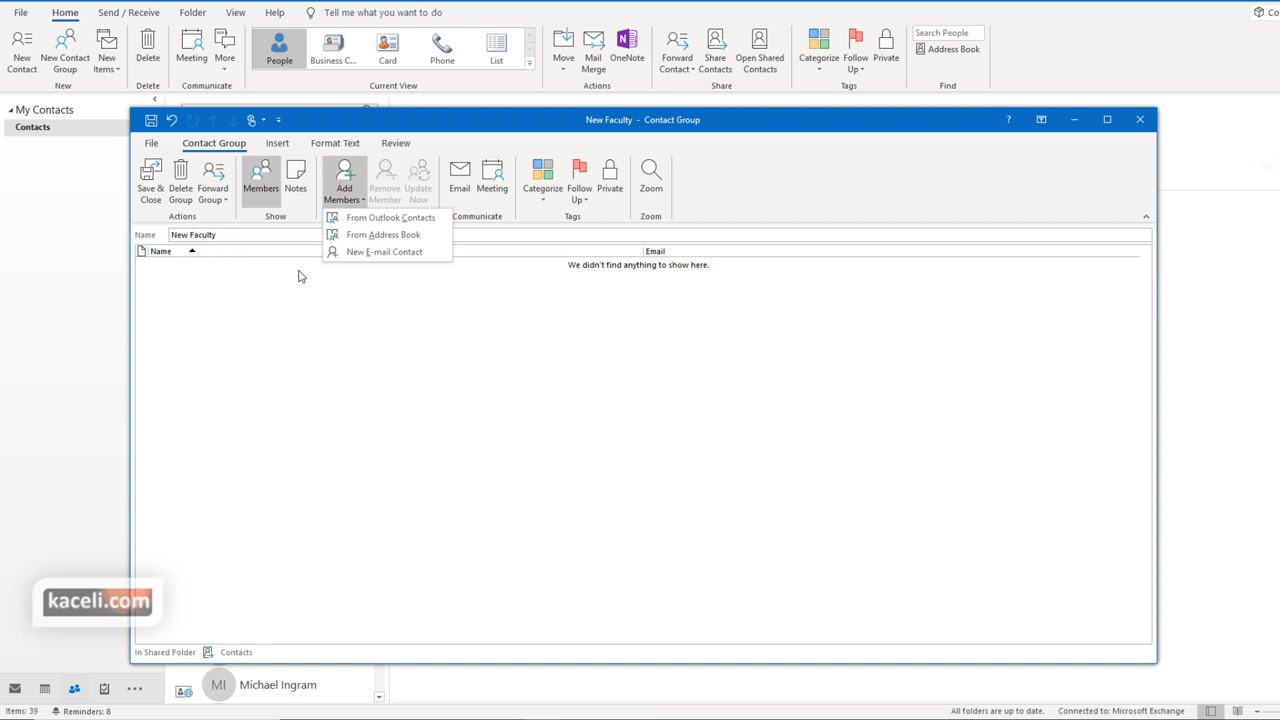 File Home Send / Receive Folder View Help Tell me what you want to do
New Contact
New Contact Group
New Items
Delete
Meeting
More
People
Business C...
Card
Phone
List
Move
Mail Merge
OneNote
Forward Contact
Share Contacts
Open Shared Contacts
Categorize
Follow Up
Private
Search People
Address Book
New Delete Communicate Current View Actions Share Tags Find
My Contacts
Contacts
New Faculty - Contact Group
File Contact Group Insert Format Text Review
Save & Close
Delete Group
Forward Group
Members
Notes
Add Members
Remove Member
Update Now
Email
Meeting
Categorize
Follow Up
Private
Zoom
Actions Show Communicate Tags Zoom
From Outlook Contacts
From Address Book
New E-mail Contact
Name New Faculty
Name Email
We didn't find anything to show here.
kaceli.com
In Shared Folder Contacts
MI Michael Ingram
Items: 39 Reminders: 8 All folders are up to date. Connected to: Microsoft Exchange